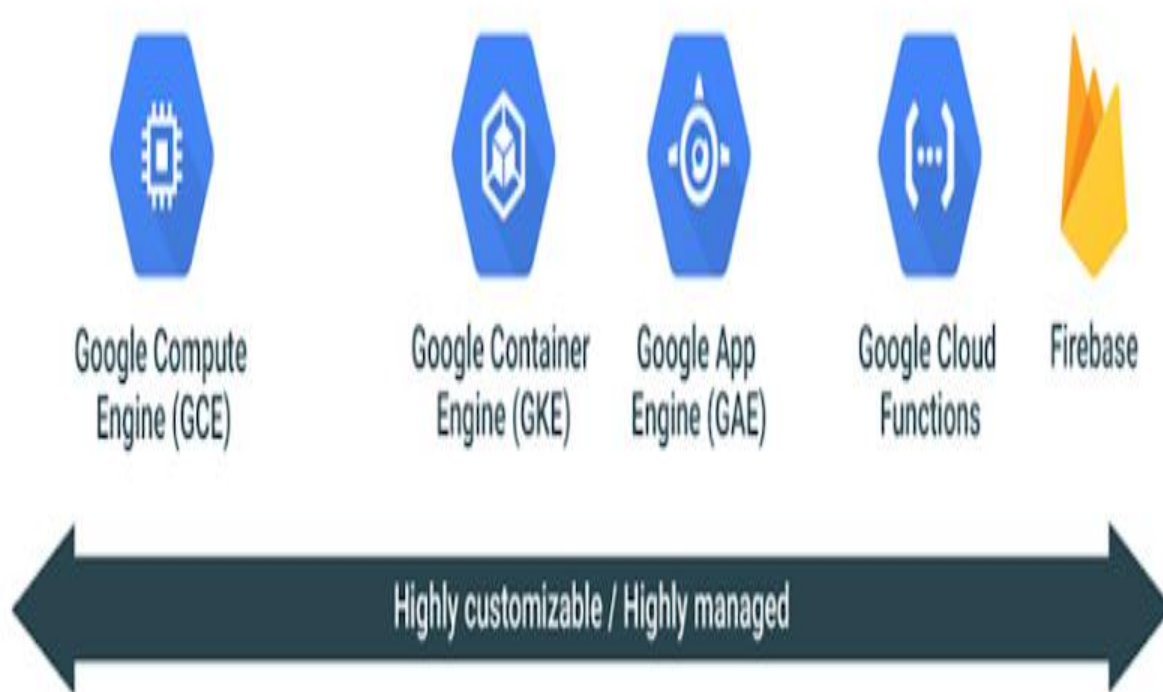 Google Compute
Engine (GCE)
Google Container
Engine (GKE)
Google App
Engine (GAE)
Google Cloud
Functions
Firebase
Highly customizable / Highly managed